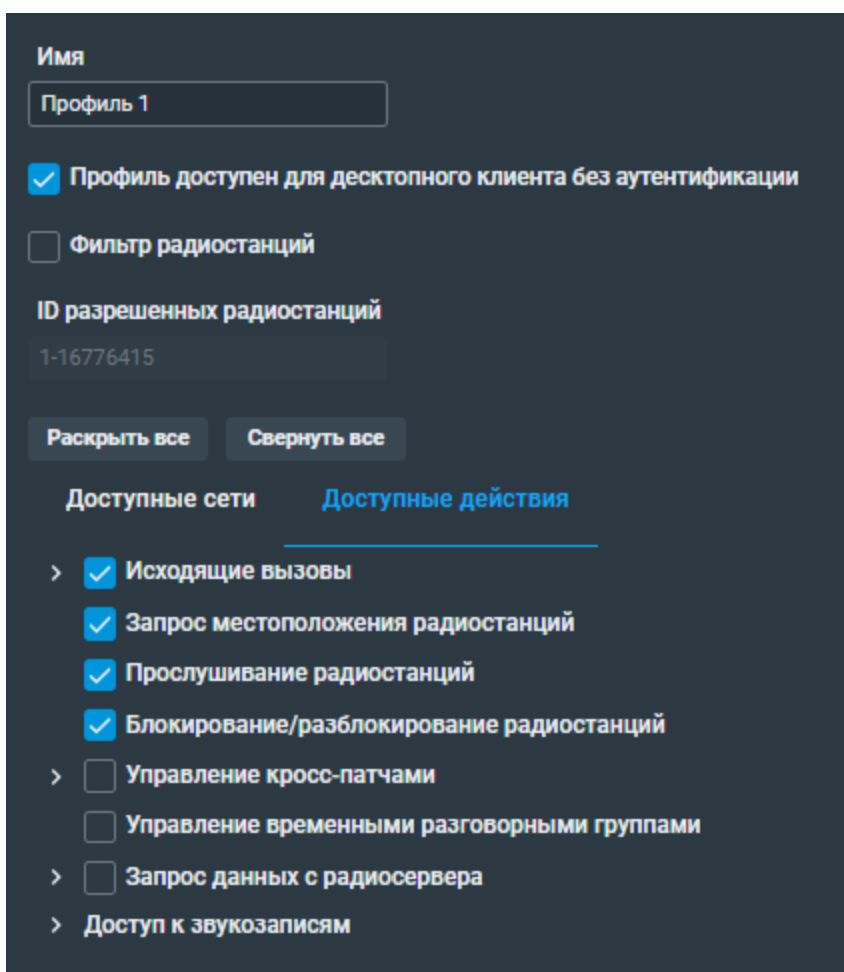 Имя
Профиль 1
Профиль доступен для десктопного клиента без аутентификации
Фильтр радиостанций
ID разрешенных радиостанций
1-16776415
Раскрыть все Свернуть все
Доступные сети Доступные действия
Исходящие вызовы
Запрос местоположения радиостанций
Прослушивание радиостанций
Блокирование/разблокирование радиостанций
Управление кросс-патчами
Управление временными разговорными группами
Запрос данных с радиосервера
Доступ к звукозаписям